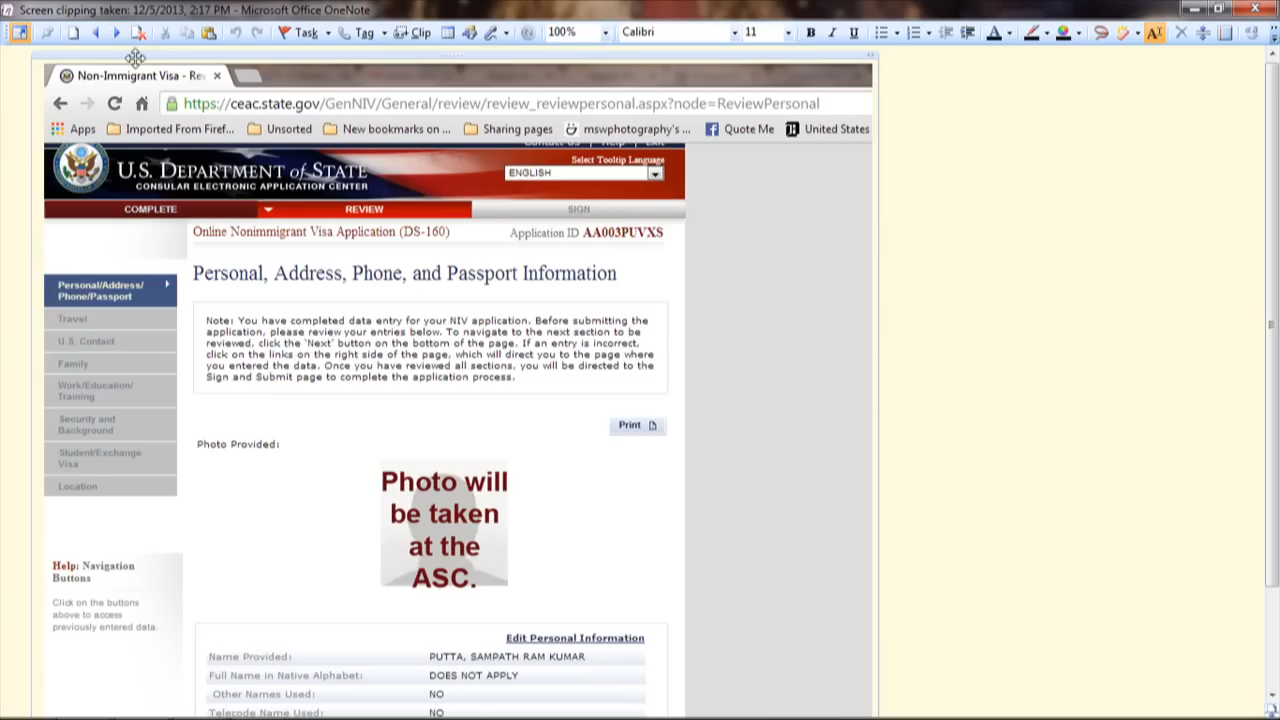 Screen clipping taken: 12/5/2013, 2:17 PM - Microsoft Office OneNote
Task Tag Clip 100% Calibri 11 B I U
Non-Immigrant Visa - Rev
https://ceac.state.gov/GenNIV/General/review/review_reviewpersonal.aspx?node=ReviewPersonal
Apps Imported From Firef... Unsorted New bookmarks on ... Sharing pages mswphotography's ... Quote Me United States
Contact Us Help Exit
Select Tooltip Language
ENGLISH
U.S. DEPARTMENT of STATE
CONSULAR ELECTRONIC APPLICATION CENTER
COMPLETE REVIEW SIGN
Online Nonimmigrant Visa Application (DS-160) Application ID AA003PUVXS
Personal, Address, Phone, and Passport Information
Personal/Address/
Phone/Passport
Travel
U.S. Contact
Family
Work/Education/
Training
Security and
Background
Student/Exchange
Visa
Location
Note: You have completed data entry for your NIV application. Before submitting the
application, please review your entries below. To navigate to the next section to be
reviewed, click the 'Next' button on the bottom of the page. If an entry is incorrect,
click on the links on the right side of the page, which will direct you to the page where
you entered the data. Once you have reviewed all sections, you will be directed to the
Sign and Submit page to complete the application process.
Print
Photo Provided:
Photo will
be taken
at the
ASC.
Help: Navigation
Buttons
Click on the buttons
above to access
previously entered data.
Edit Personal Information
Name Provided: PUTTA, SAMPATH RAM KUMAR
Full Name in Native Alphabet: DOES NOT APPLY
Other Names Used: NO
Telecode Name Used: NO